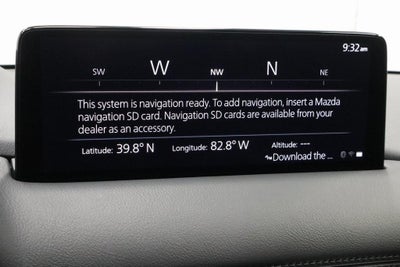 9:32am
SW W NW N NE
This system is navigation ready. To add navigation, insert a Mazda
navigation SD card. Navigation SD cards are available from your
dealer as an accessory.
Latitude: 39.8° N Longitude: 82.8° W Altitude: ---
Download the ...